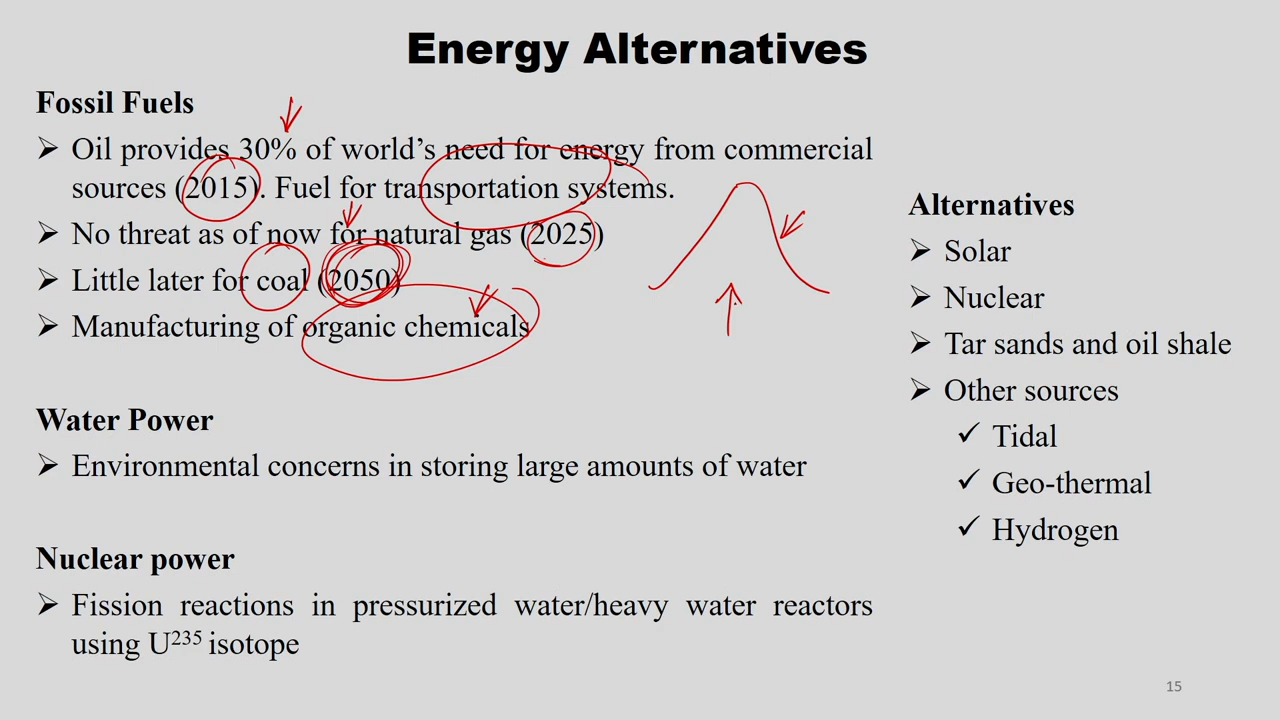 Energy Alternatives
Fossil Fuels
➢ Oil provides 30% of world's need for energy from commercial
sources (2015). Fuel for transportation systems.
➢ No threat as of now for natural gas (2025)
➢ Little later for coal (2050)
➢ Manufacturing of organic chemicals
Water Power
➢ Environmental concerns in storing large amounts of water
Nuclear power
➢ Fission reactions in pressurized water/heavy water reactors
using U²³⁵ isotope
Alternatives
➢ Solar
➢ Nuclear
➢ Tar sands and oil shale
➢ Other sources
✓ Tidal
✓ Geo-thermal
✓ Hydrogen
15